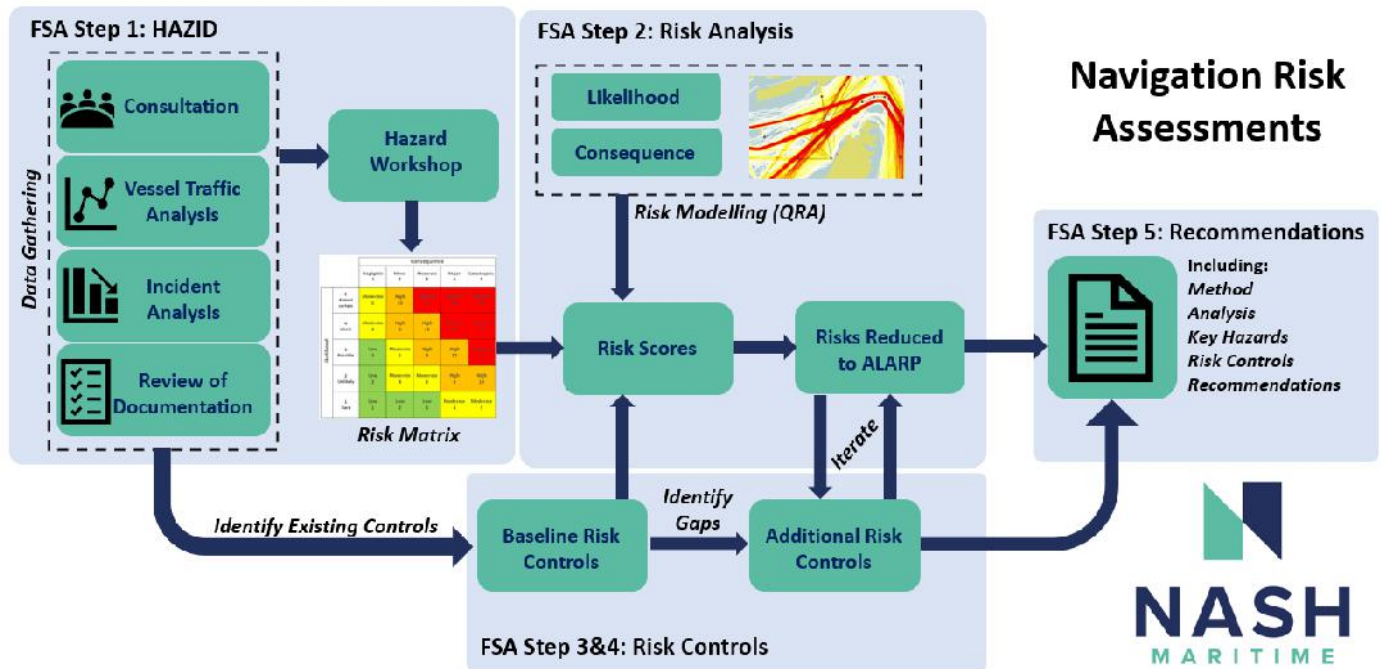 FSA Step 1: HAZID
Data Gathering
Consultation
Vessel Traffic
Analysis
Incident
Analysis
Review of
Documentation
Hazard
Workshop
Risk Matrix
FSA Step 2: Risk Analysis
Likelihood
Consequence
Risk Modelling (QRA)
Risk Scores
Risks Reduced
to ALARP
Iterate
Identify Existing Controls
Baseline Risk
Controls
Identify
Gaps
Additional Risk
Controls
FSA Step 3&4: Risk Controls
Navigation Risk
Assessments
FSA Step 5: Recommendations
Including:
Method
Analysis
Key Hazards
Risk Controls
Recommendations
NASH
MARITIME